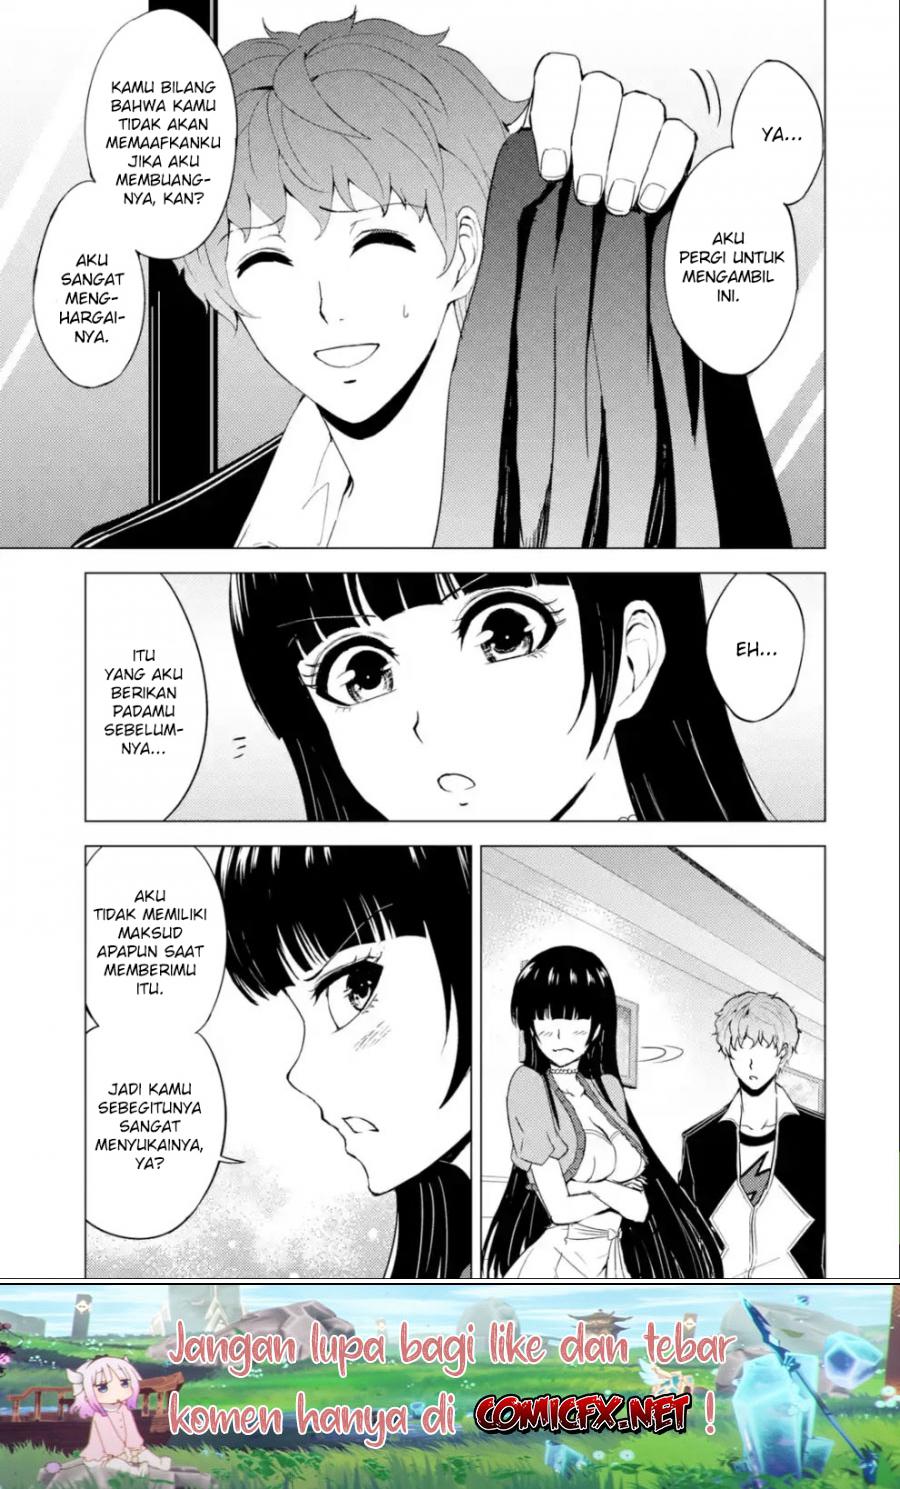 YA...
AKU
PERGI UNTUK
MENGAMBIL
INI.
KAMU BILANG
BAHWA KAMU
TIDAK AKAN
MEMAAFKANKU
JIKA AKU
MEMBUANG-
NYA, KAN?
AKU
SANGAT
MENG-
HARGAI-
NYA.
EH...
ITU
YANG AKU
BERIKAN
PADAMU
SEBELUM-
NYA...
AKU
TIDAK MEMILIKI
MAKSUD
APAPUN SAAT
MEMBERIMU
ITU.
JADI KAMU
SEBEGITUNYA
SANGAT
MENYUKAINYA,
YA?
Jangan lupa bagi like dan tebar
komen hanya di COMICFX.NET !